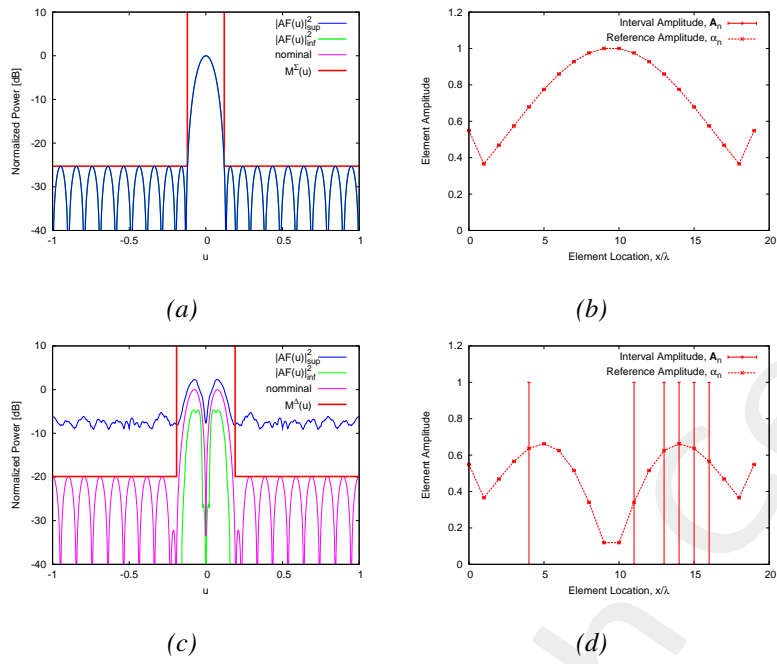 10
0
-10
-20
-30
-40
-1 -0.5 0 0.5 1
Normalized Power [dB]
u
|AF(u)|²sup
|AF(u)|²inf
nominal
M^Σ(u)
(a)
1.2
1
0.8
0.6
0.4
0.2
0
0 5 10 15 20
Element Amplitude
Element Location, x/λ
Interval Amplitude, Aₙ
Reference Amplitude, αₙ
(b)
10
0
-10
-20
-30
-40
-1 -0.5 0 0.5 1
Normalized Power [dB]
u
|AF(u)|²sup
|AF(u)|²inf
nomminal
M^Δ(u)
(c)
1.2
1
0.8
0.6
0.4
0.2
0
0 5 10 15 20
Element Amplitude
Element Location, x/λ
Interval Amplitude, Aₙ
Reference Amplitude, αₙ
(d)